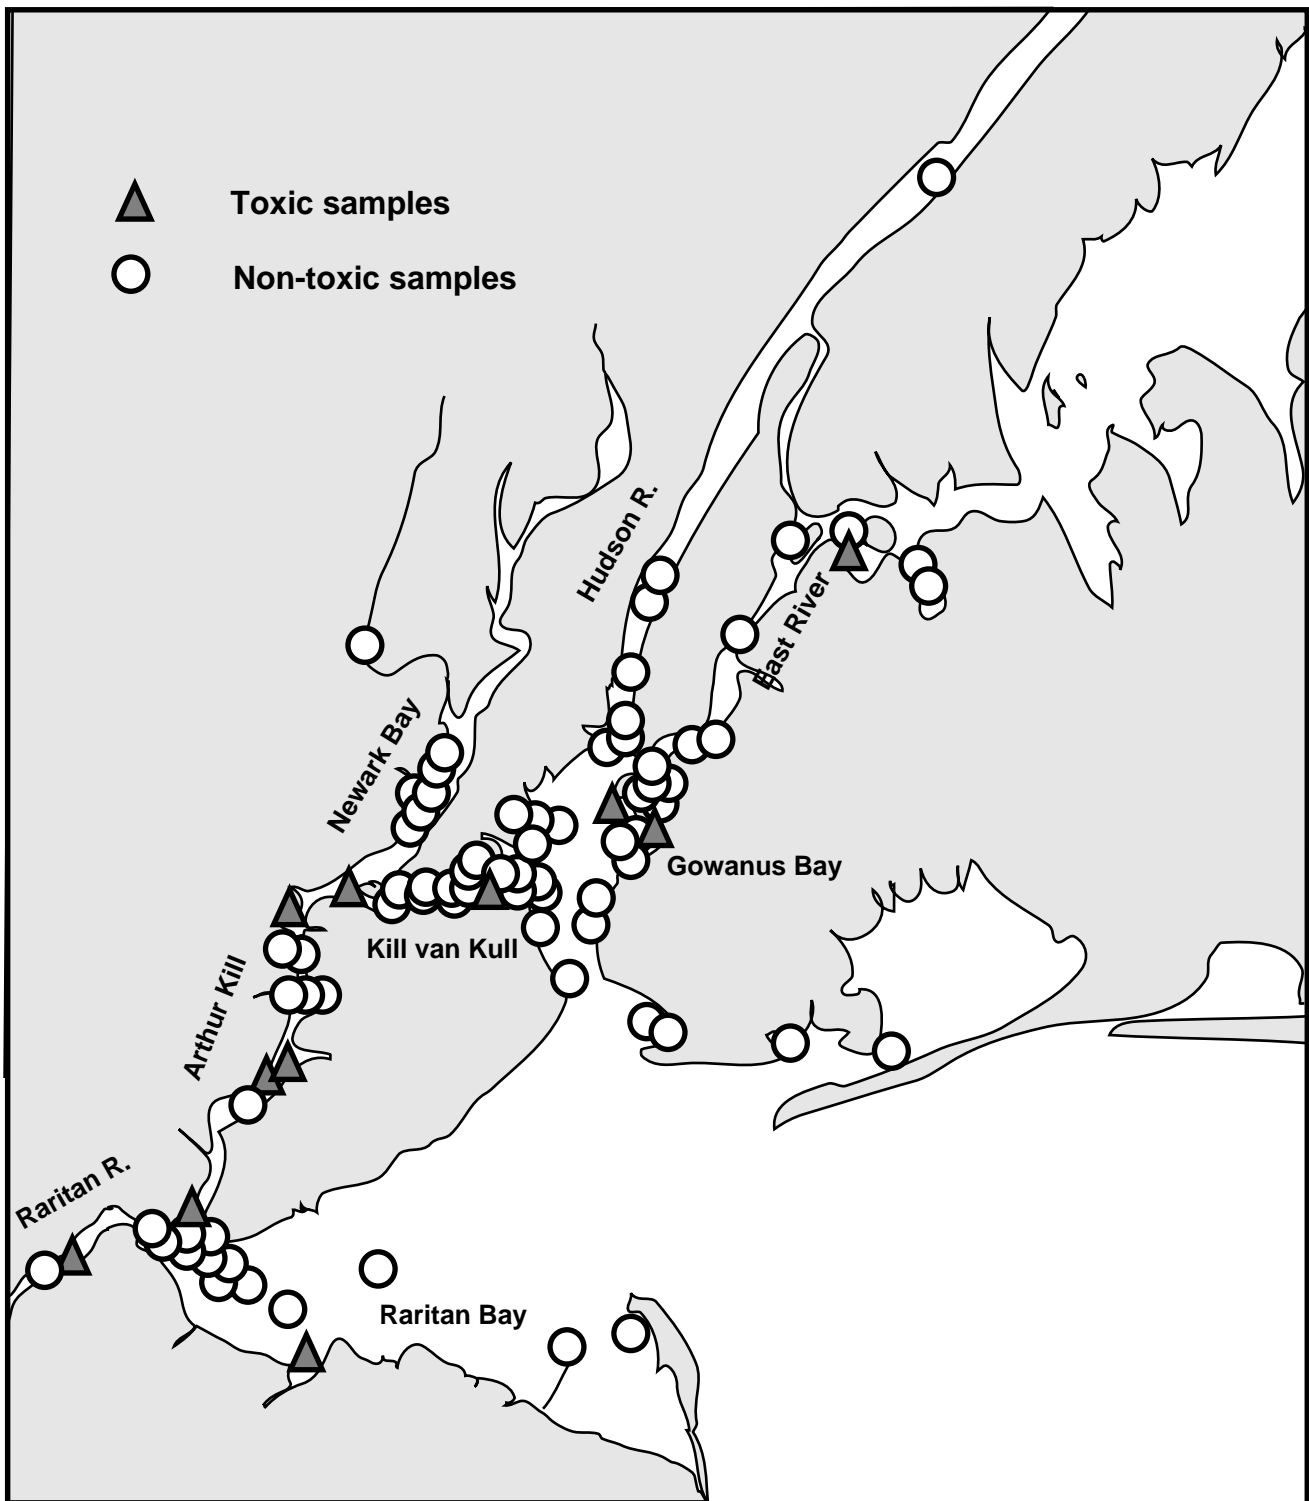 Toxic samples
Non-toxic samples
Hudson R.
East River
Newark Bay
Gowanus Bay
Kill van Kull
Arthur Kill
Raritan R.
Raritan Bay